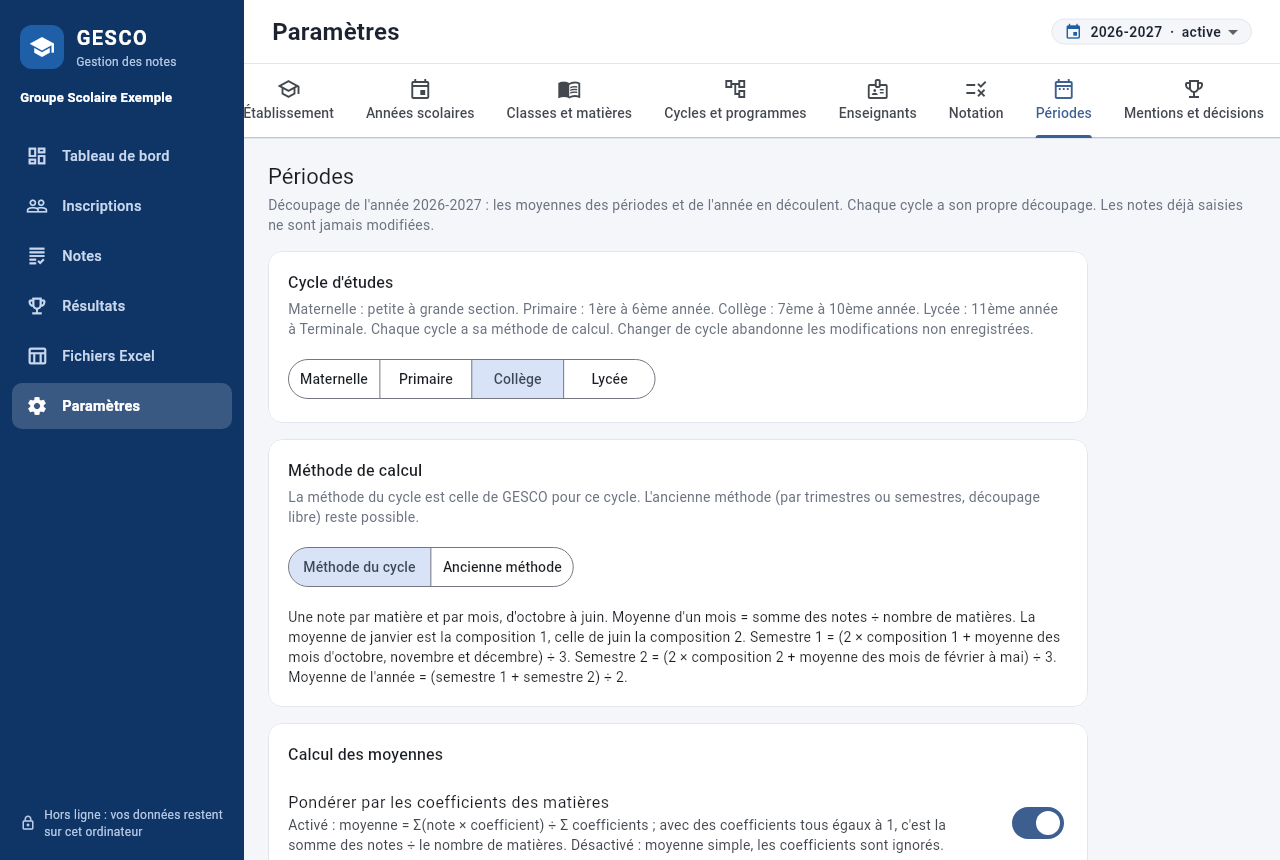 GESCO
Gestion des notes
Groupe Scolaire Exemple
Tableau de bord
Inscriptions
Notes
Résultats
Fichiers Excel
Paramètres
Hors ligne : vos données restent
sur cet ordinateur
Paramètres
2026-2027 · active
Établissement
Années scolaires
Classes et matières
Cycles et programmes
Enseignants
Notation
Périodes
Mentions et décisions
Périodes
Découpage de l'année 2026-2027 : les moyennes des périodes et de l'année en découlent. Chaque cycle a son propre découpage. Les notes déjà saisies
ne sont jamais modifiées.
Cycle d'études
Maternelle : petite à grande section. Primaire : 1ère à 6ème année. Collège : 7ème à 10ème année. Lycée : 11ème année
à Terminale. Chaque cycle a sa méthode de calcul. Changer de cycle abandonne les modifications non enregistrées.
Maternelle
Primaire
Collège
Lycée
Méthode de calcul
La méthode du cycle est celle de GESCO pour ce cycle. L'ancienne méthode (par trimestres ou semestres, découpage
libre) reste possible.
Méthode du cycle
Ancienne méthode
Une note par matière et par mois, d'octobre à juin. Moyenne d'un mois = somme des notes ÷ nombre de matières. La
moyenne de janvier est la composition 1, celle de juin la composition 2. Semestre 1 = (2 × composition 1 + moyenne des
mois d'octobre, novembre et décembre) ÷ 3. Semestre 2 = (2 × composition 2 + moyenne des mois de février à mai) ÷ 3.
Moyenne de l'année = (semestre 1 + semestre 2) ÷ 2.
Calcul des moyennes
Pondérer par les coefficients des matières
Activé : moyenne = Σ(note × coefficient) ÷ Σ coefficients ; avec des coefficients tous égaux à 1, c'est la
somme des notes ÷ le nombre de matières. Désactivé : moyenne simple, les coefficients sont ignorés.